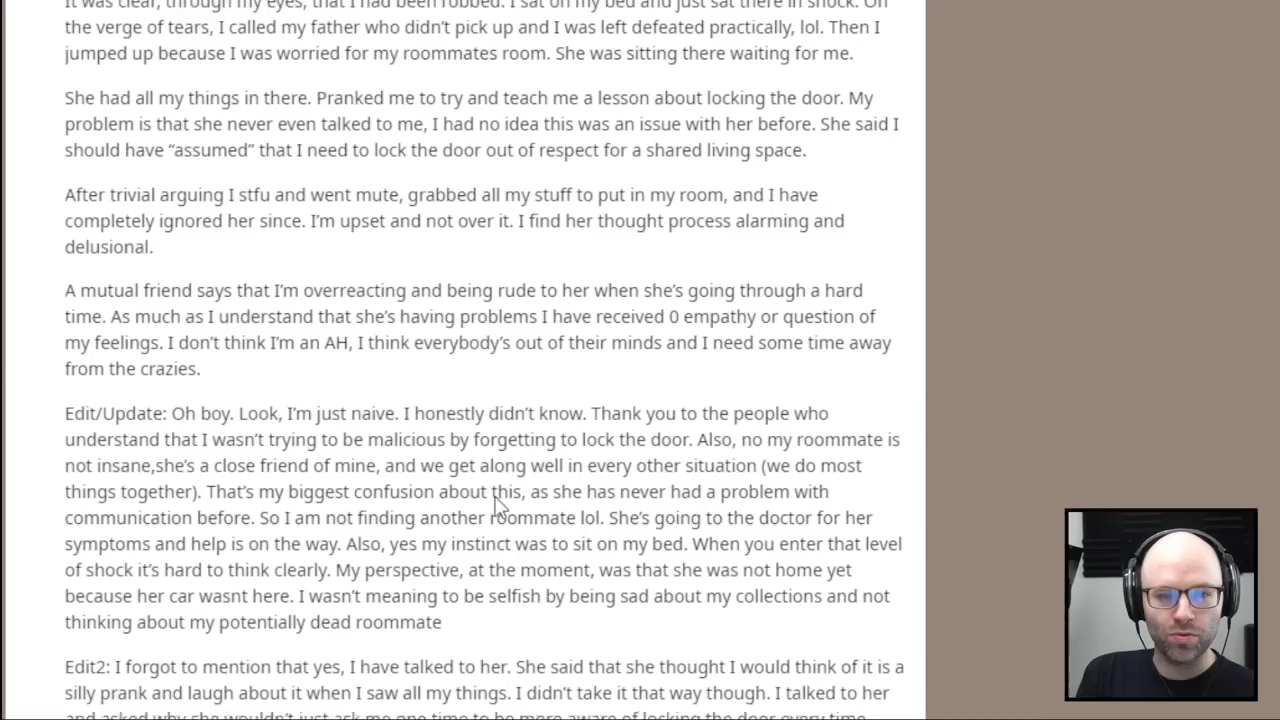 It was clear, through my eyes, that I had been robbed. I sat on my bed and just sat there in shock. On
the verge of tears, I called my father who didn’t pick up and I was left defeated practically, lol. Then I
jumped up because I was worried for my roommates room. She was sitting there waiting for me.
She had all my things in there. Pranked me to try and teach me a lesson about locking the door. My
problem is that she never even talked to me, I had no idea this was an issue with her before. She said I
should have “assumed” that I need to lock the door out of respect for a shared living space.
After trivial arguing I stfu and went mute, grabbed all my stuff to put in my room, and I have
completely ignored her since. I’m upset and not over it. I find her thought process alarming and
delusional.
A mutual friend says that I’m overreacting and being rude to her when she’s going through a hard
time. As much as I understand that she’s having problems I have received 0 empathy or question of
my feelings. I don’t think I’m an AH, I think everybody’s out of their minds and I need some time away
from the crazies.
Edit/Update: Oh boy. Look, I’m just naive. I honestly didn’t know. Thank you to the people who
understand that I wasn’t trying to be malicious by forgetting to lock the door. Also, no my roommate is
not insane,she’s a close friend of mine, and we get along well in every other situation (we do most
things together). That’s my biggest confusion about this, as she has never had a problem with
communication before. So I am not finding another roommate lol. She’s going to the doctor for her
symptoms and help is on the way. Also, yes my instinct was to sit on my bed. When you enter that level
of shock it’s hard to think clearly. My perspective, at the moment, was that she was not home yet
because her car wasnt here. I wasn’t meaning to be selfish by being sad about my collections and not
thinking about my potentially dead roommate
Edit2: I forgot to mention that yes, I have talked to her. She said that she thought I would think of it is a
silly prank and laugh about it when I saw all my things. I didn’t take it that way though. I talked to her
and asked why she wouldn’t just ask me one time to be more aware of locking the door every time